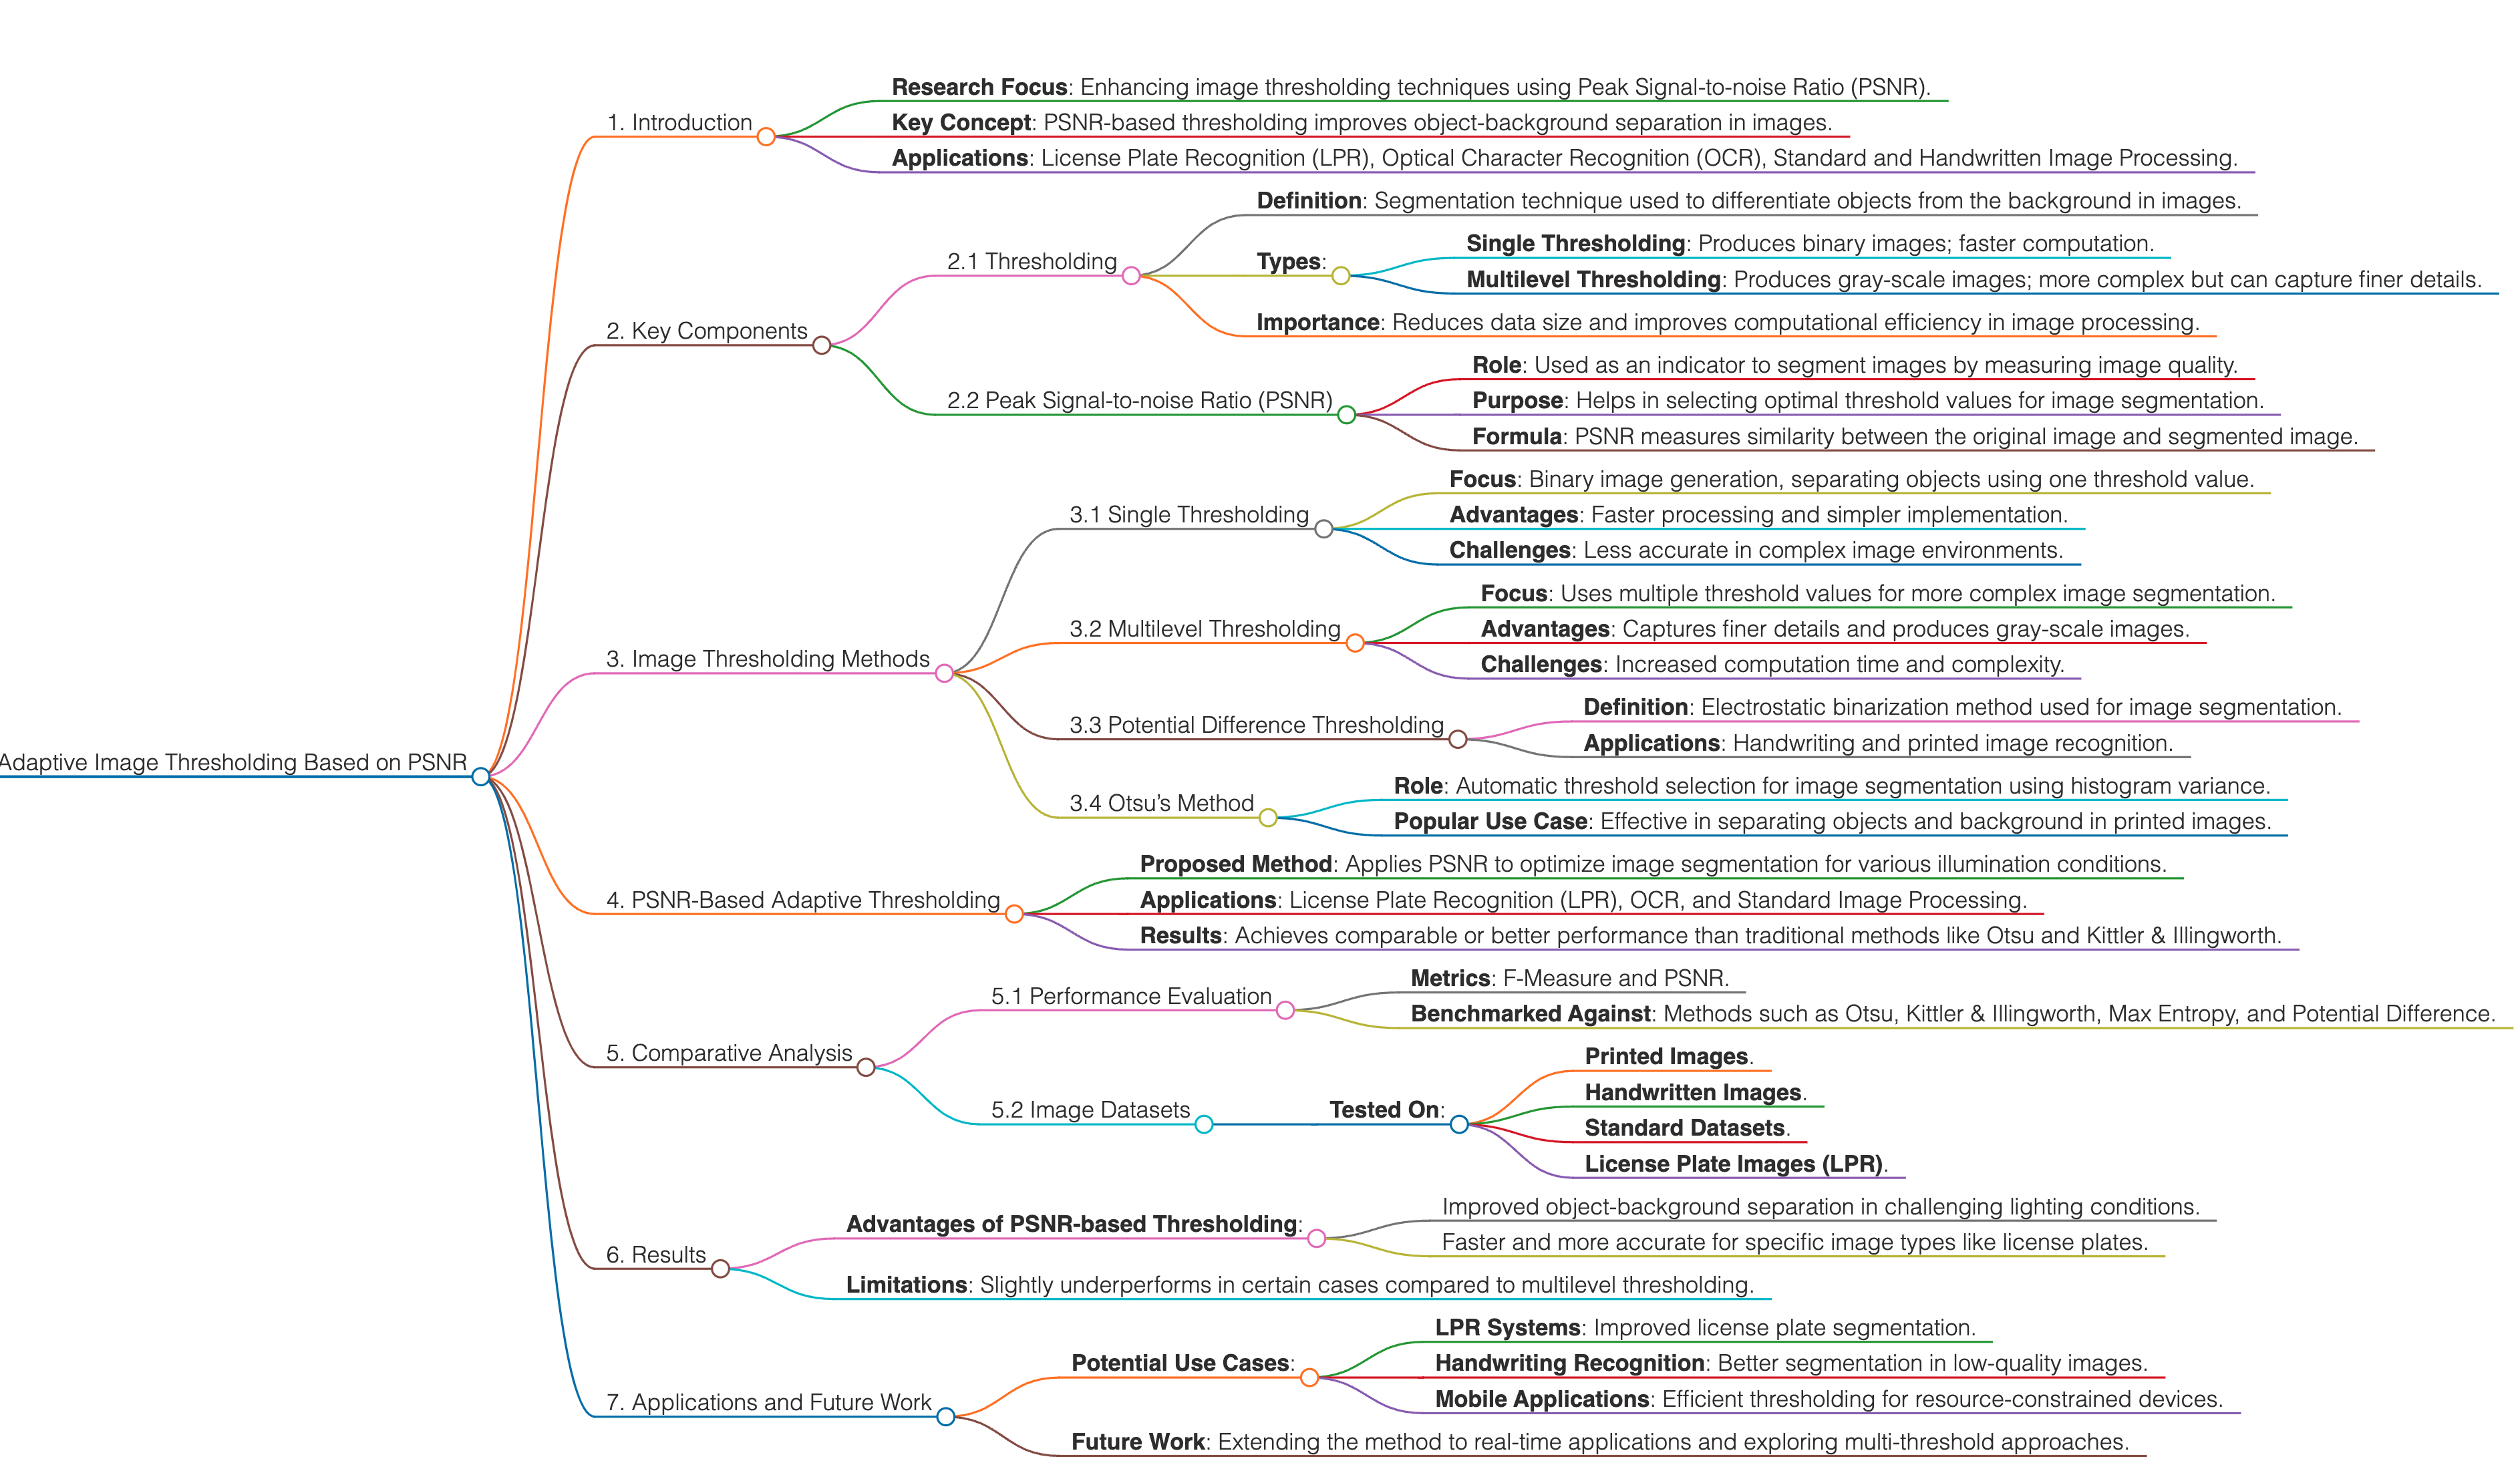 Research Focus: Enhancing image thresholding techniques using Peak Signal-to-noise Ratio (PSNR).
1. Introduction
Key Concept: PSNR-based thresholding improves object-background separation in images.
Applications: License Plate Recognition (LPR), Optical Character Recognition (OCR), Standard and Handwritten Image Processing.
Definition: Segmentation technique used to differentiate objects from the background in images.
2.1 Thresholding
Types:
Single Thresholding: Produces binary images; faster computation.
Multilevel Thresholding: Produces gray-scale images; more complex but can capture finer details.
Importance: Reduces data size and improves computational efficiency in image processing.
2. Key Components
Role: Used as an indicator to segment images by measuring image quality.
2.2 Peak Signal-to-noise Ratio (PSNR)
Purpose: Helps in selecting optimal threshold values for image segmentation.
Formula: PSNR measures similarity between the original image and segmented image.
Focus: Binary image generation, separating objects using one threshold value.
3.1 Single Thresholding
Advantages: Faster processing and simpler implementation.
Challenges: Less accurate in complex image environments.
Focus: Uses multiple threshold values for more complex image segmentation.
3.2 Multilevel Thresholding
Advantages: Captures finer details and produces gray-scale images.
Challenges: Increased computation time and complexity.
3. Image Thresholding Methods
Definition: Electrostatic binarization method used for image segmentation.
3.3 Potential Difference Thresholding
Applications: Handwriting and printed image recognition.
Adaptive Image Thresholding Based on PSNR
Role: Automatic threshold selection for image segmentation using histogram variance.
3.4 Otsu’s Method
Popular Use Case: Effective in separating objects and background in printed images.
Proposed Method: Applies PSNR to optimize image segmentation for various illumination conditions.
4. PSNR-Based Adaptive Thresholding
Applications: License Plate Recognition (LPR), OCR, and Standard Image Processing.
Results: Achieves comparable or better performance than traditional methods like Otsu and Kittler & Illingworth.
Metrics: F-Measure and PSNR.
5.1 Performance Evaluation
Benchmarked Against: Methods such as Otsu, Kittler & Illingworth, Max Entropy, and Potential Difference.
5. Comparative Analysis
Printed Images.
Handwritten Images.
5.2 Image Datasets
Tested On:
Standard Datasets.
License Plate Images (LPR).
Improved object-background separation in challenging lighting conditions.
Advantages of PSNR-based Thresholding:
Faster and more accurate for specific image types like license plates.
6. Results
Limitations: Slightly underperforms in certain cases compared to multilevel thresholding.
LPR Systems: Improved license plate segmentation.
Potential Use Cases:
Handwriting Recognition: Better segmentation in low-quality images.
Mobile Applications: Efficient thresholding for resource-constrained devices.
7. Applications and Future Work
Future Work: Extending the method to real-time applications and exploring multi-threshold approaches.